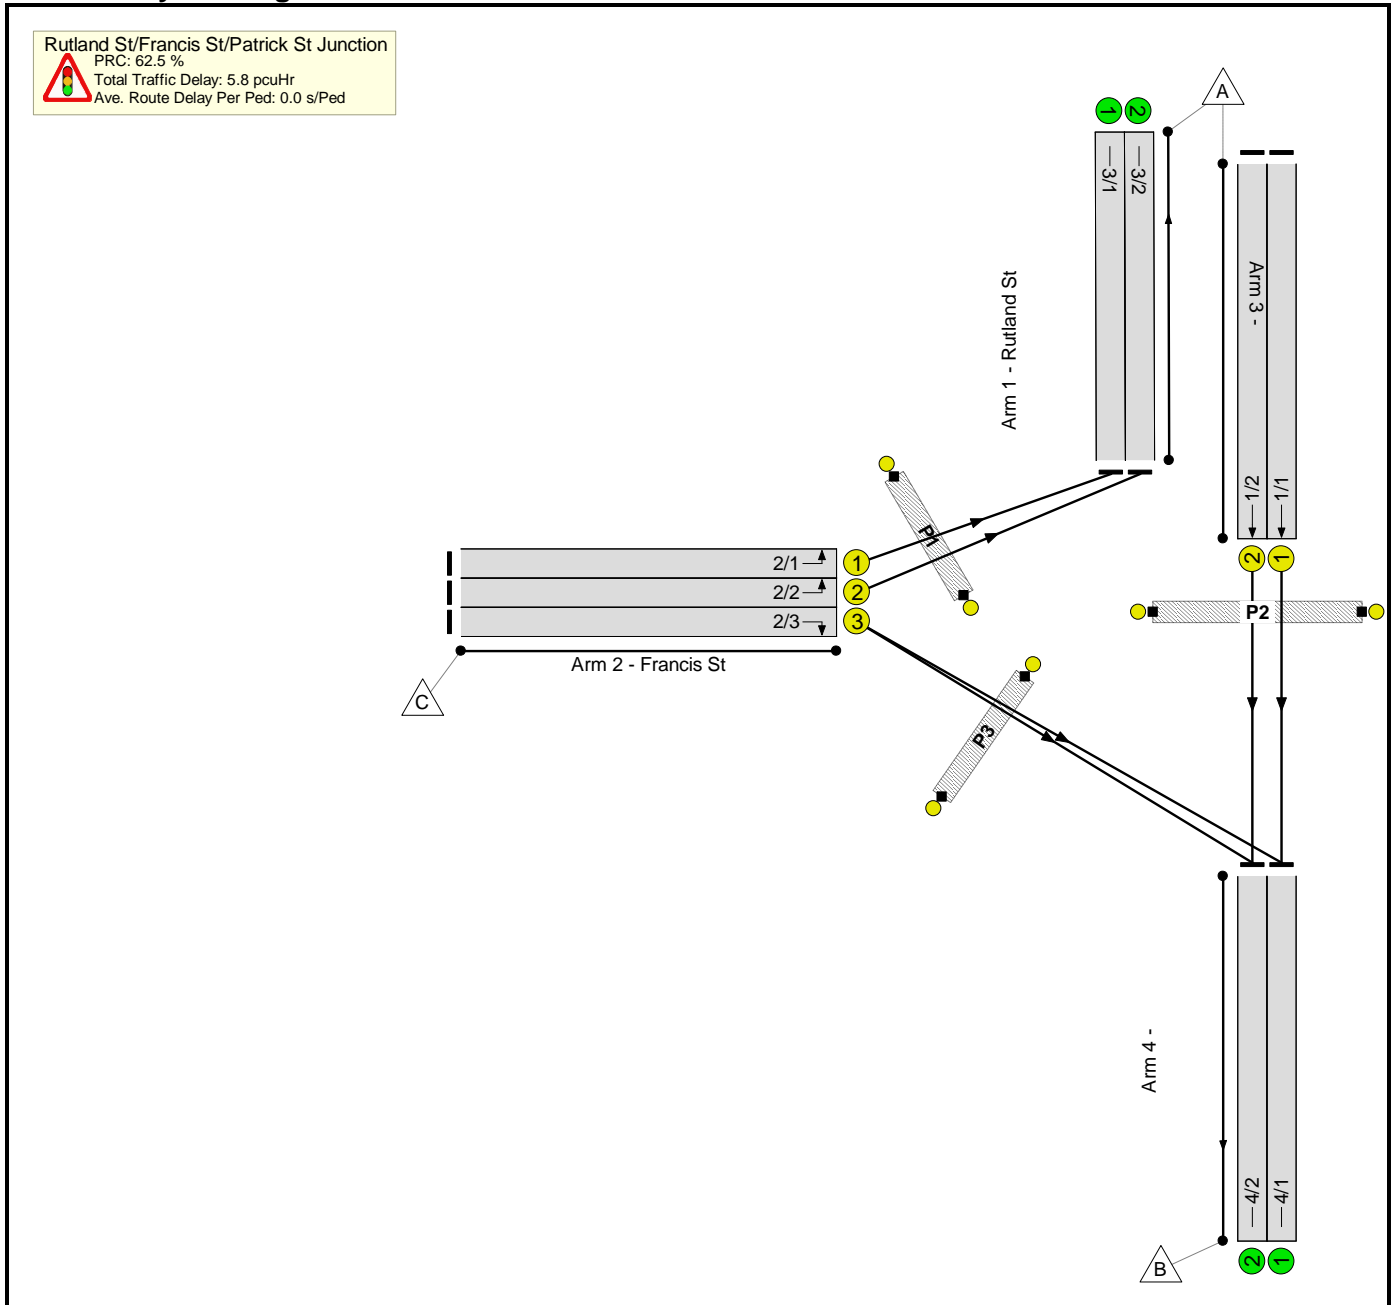 Rutland St/Francis St/Patrick St Junction
PRC: 62.5 %
Total Traffic Delay: 5.8 pcuHr
Ave. Route Delay Per Ped: 0.0 s/Ped
A
1
2
3/1
3/2
Arm 3 -
Arm 1 - Rutland St
1/2
1/1
P1
2/1
2/2
2/3
1
2
3
2
1
P2
Arm 2 - Francis St
C
P3
Arm 4 -
4/2
4/1
B
2
1